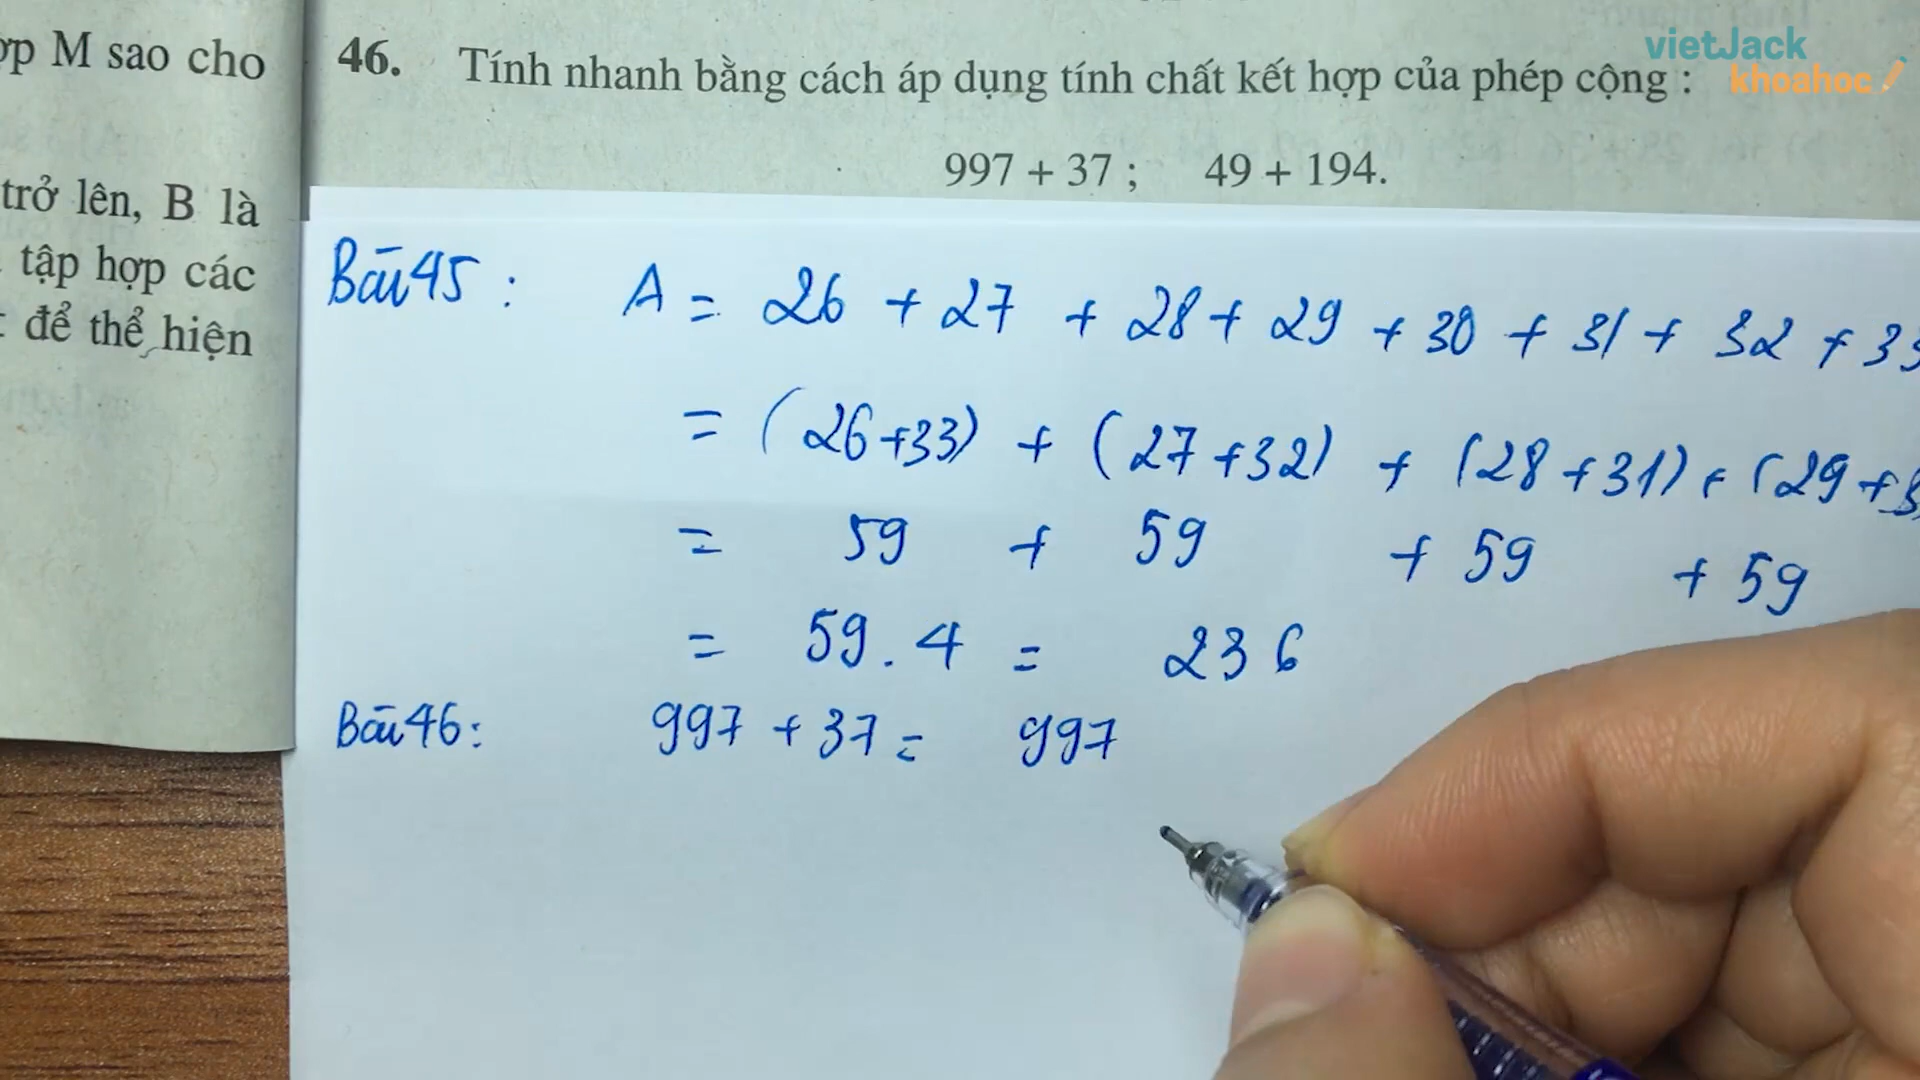 ợp M sao cho
trở lên, B là
tập hợp các
để thể hiện
46. Tính nhanh bằng cách áp dụng tính chất kết hợp của phép cộng :
997 + 37 ; 49 + 194.
vietJack
khoahoc
Bài 45 : A = 26 + 27 + 28 + 29 + 30 + 31 + 32 + 33
= (26+33) + (27+32) + (28+31) + (29+3
= 59 + 59 + 59 + 59
= 59 . 4 = 236
Bài 46 : 997 + 37 = 997